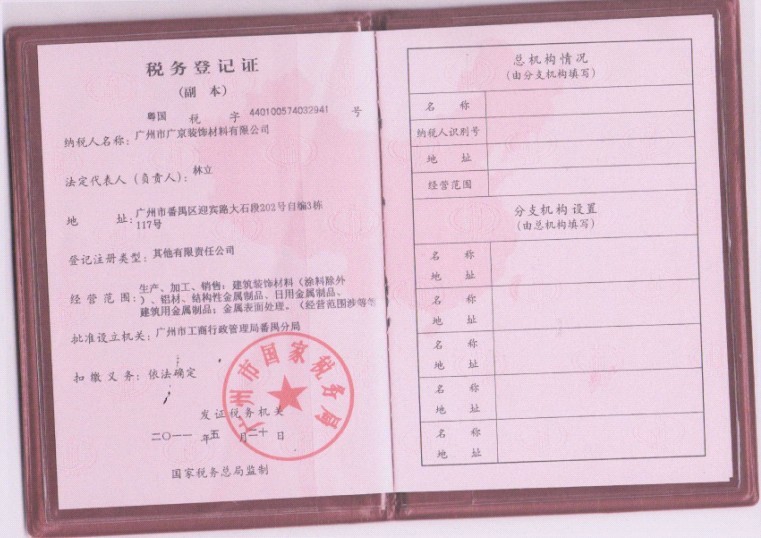 税务登记证
(副 本)
粤国 税 字 440100574032941 号
纳税人名称: 广州市广京装饰材料有限公司
法定代表人(负责人): 林立
地 址: 广州市番禺区迎宾路大石段202号自编3栋
117号
登记注册类型: 其他有限责任公司
经营范围: 生产、加工、销售: 建筑装饰材料(涂料除外
)、铝材、结构性金属制品、日用金属制品、
建筑用金属制品; 金属表面处理。(经营范围涉等等
批准设立机关: 广州市工商行政管理局番禺分局
扣缴义务: 依法确定
发证税务机关
二〇一一 年 五 月 二十 日
国家税务总局监制
广州市国家税务局
总机构情况
(由分支机构填写)
名 称
纳税人识别号
地 址
经营范围
分支机构设置
(由总机构填写)
名 称
地 址
名 称
地 址
名 称
地 址
名 称
地 址
名 称
地 址